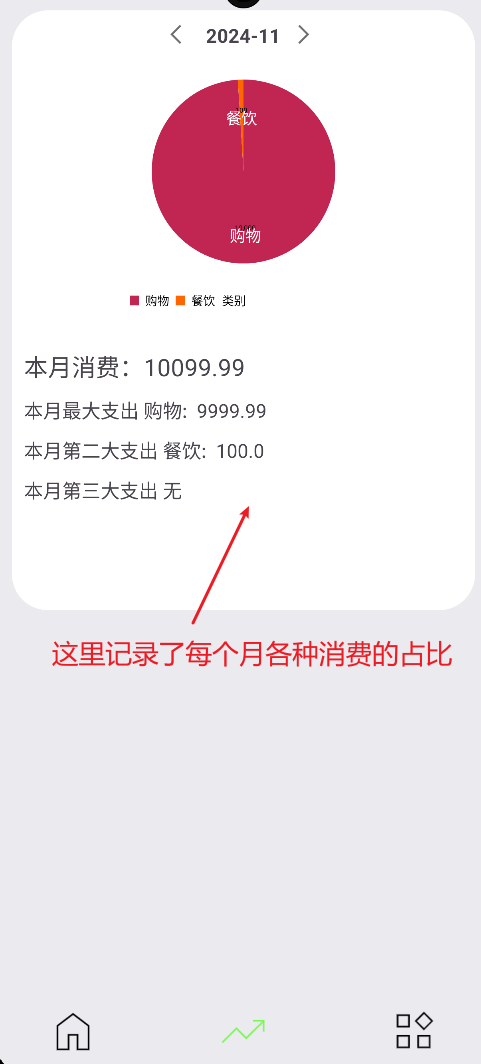 2024-11
餐饮
购物
购物 餐饮 类别
本月消费：10099.99
本月最大支出 购物: 9999.99
本月第二大支出 餐饮: 100.0
本月第三大支出 无
这里记录了每个月各种消费的占比